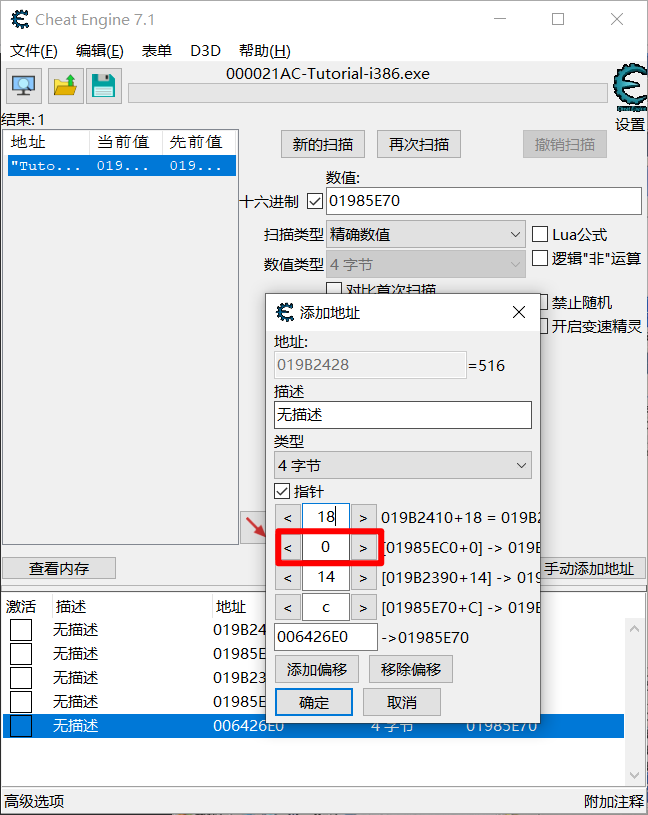 Cheat Engine 7.1
文件(F) 编辑(E) 表单 D3D 帮助(H)
000021AC-Tutorial-i386.exe
设置
结果: 1
地址 当前值 先前值
"Tuto... 019... 019...
新的扫描 再次扫描 撤销扫描
数值:
十六进制 01985E70
扫描类型 精确数值
Lua公式
数值类型 4 字节
逻辑"非"运算
对比首次扫描
禁止随机
开启变速精灵
添加地址
地址:
019B2428 =516
描述
无描述
类型
4 字节
指针
< 18 > 019B2410+18 = 019B2
< 0 > [01985EC0+0] -> 019B
< 14 > [019B2390+14] -> 019
< c > [01985E70+C] -> 019B
006426E0 ->01985E70
添加偏移 移除偏移
确定 取消
查看内存 手动添加地址
激活 描述 地址
无描述 019B24
无描述 01985E
无描述 019B23
无描述 01985E
无描述 006426E0 4 字节 01985E70
高级选项 附加注释